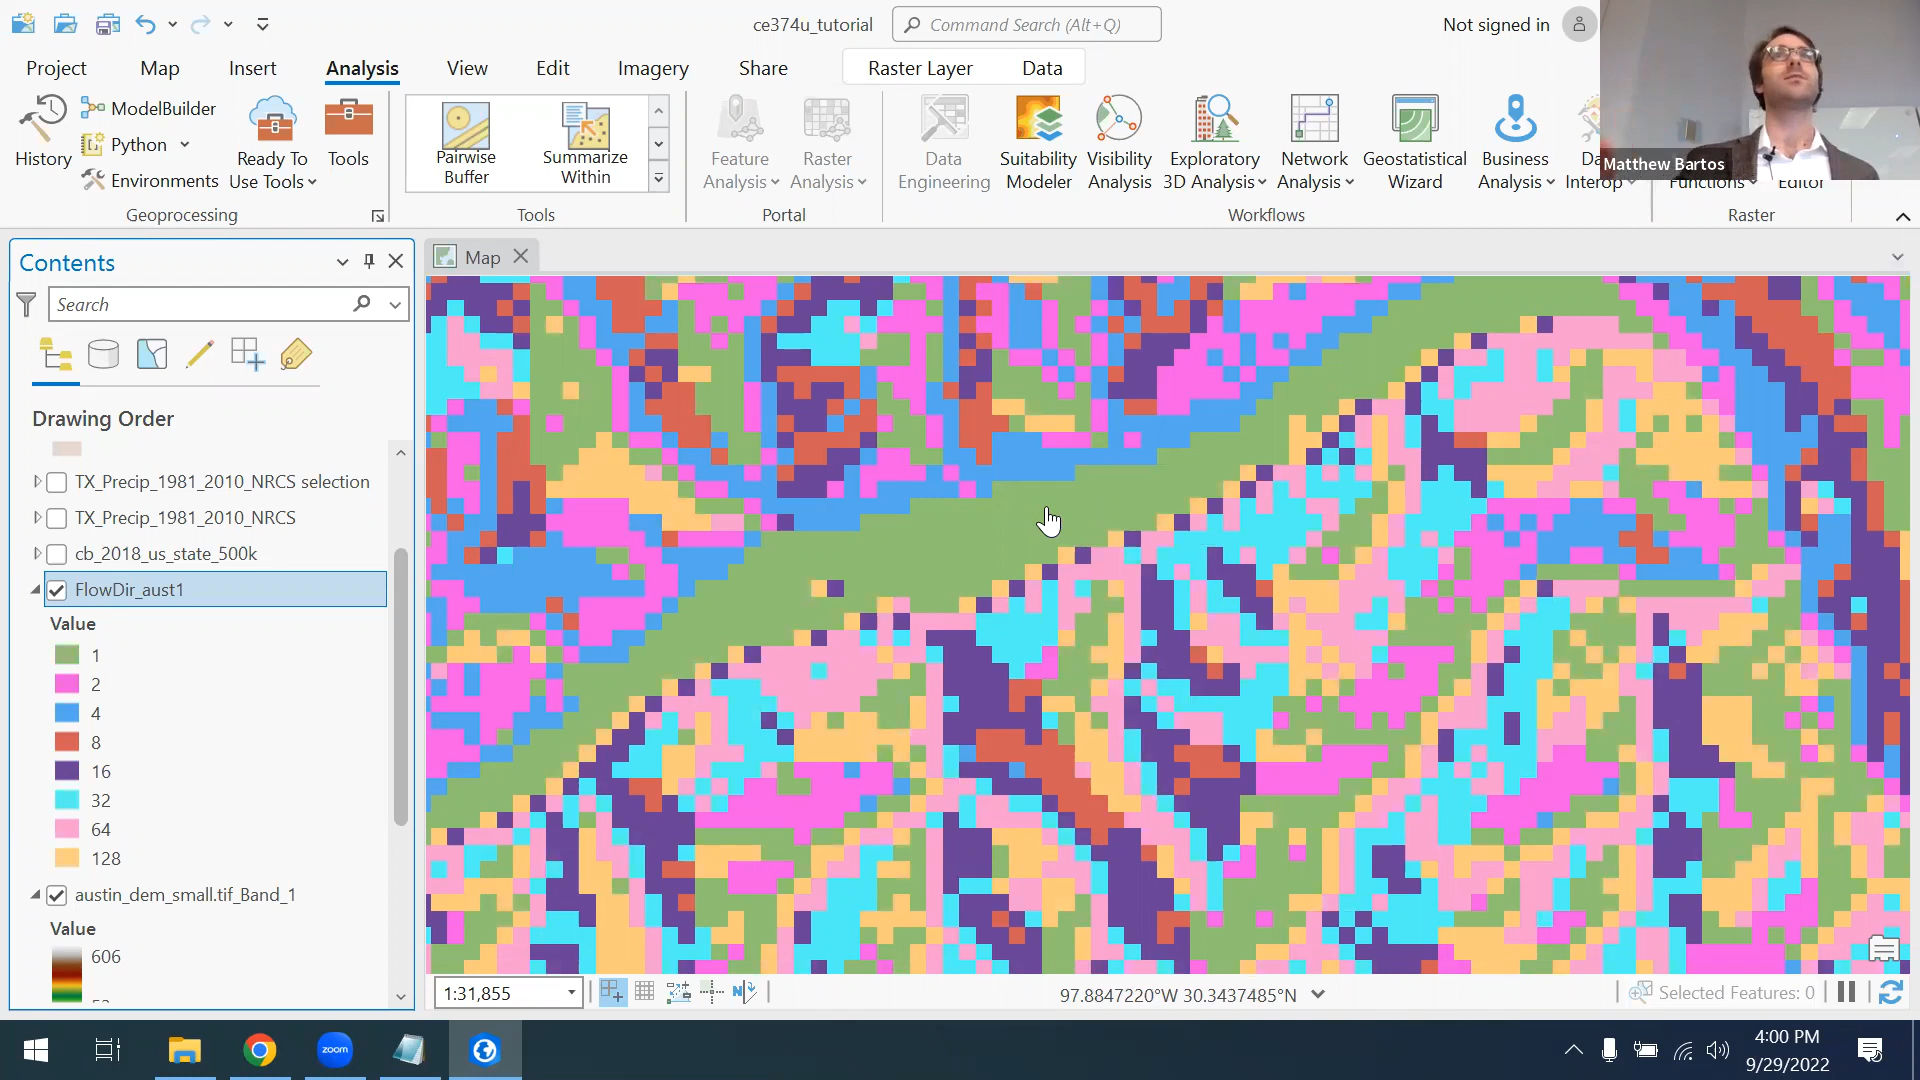 ce374u_tutorial
Command Search (Alt+Q)
Not signed in
Project
Map
Insert
Analysis
View
Edit
Imagery
Share
Raster Layer
Data
History
ModelBuilder
Python
Environments
Ready To
Use Tools
Tools
Pairwise
Buffer
Summarize
Within
Feature
Analysis
Raster
Analysis
Data
Engineering
Suitability
Modeler
Visibility
Analysis
Exploratory
3D Analysis
Network
Analysis
Geostatistical
Wizard
Business
Analysis
Interop
Matthew Bartos
Functions
Editor
Geoprocessing
Tools
Portal
Workflows
Raster
Contents
Search
Drawing Order
TX_Precip_1981_2010_NRCS selection
TX_Precip_1981_2010_NRCS
cb_2018_us_state_500k
FlowDir_aust1
Value
1
2
4
8
16
32
64
128
austin_dem_small.tif_Band_1
Value
606
Map
1:31,855
97.8847220°W 30.3437485°N
Selected Features: 0
zoom
4:00 PM
9/29/2022